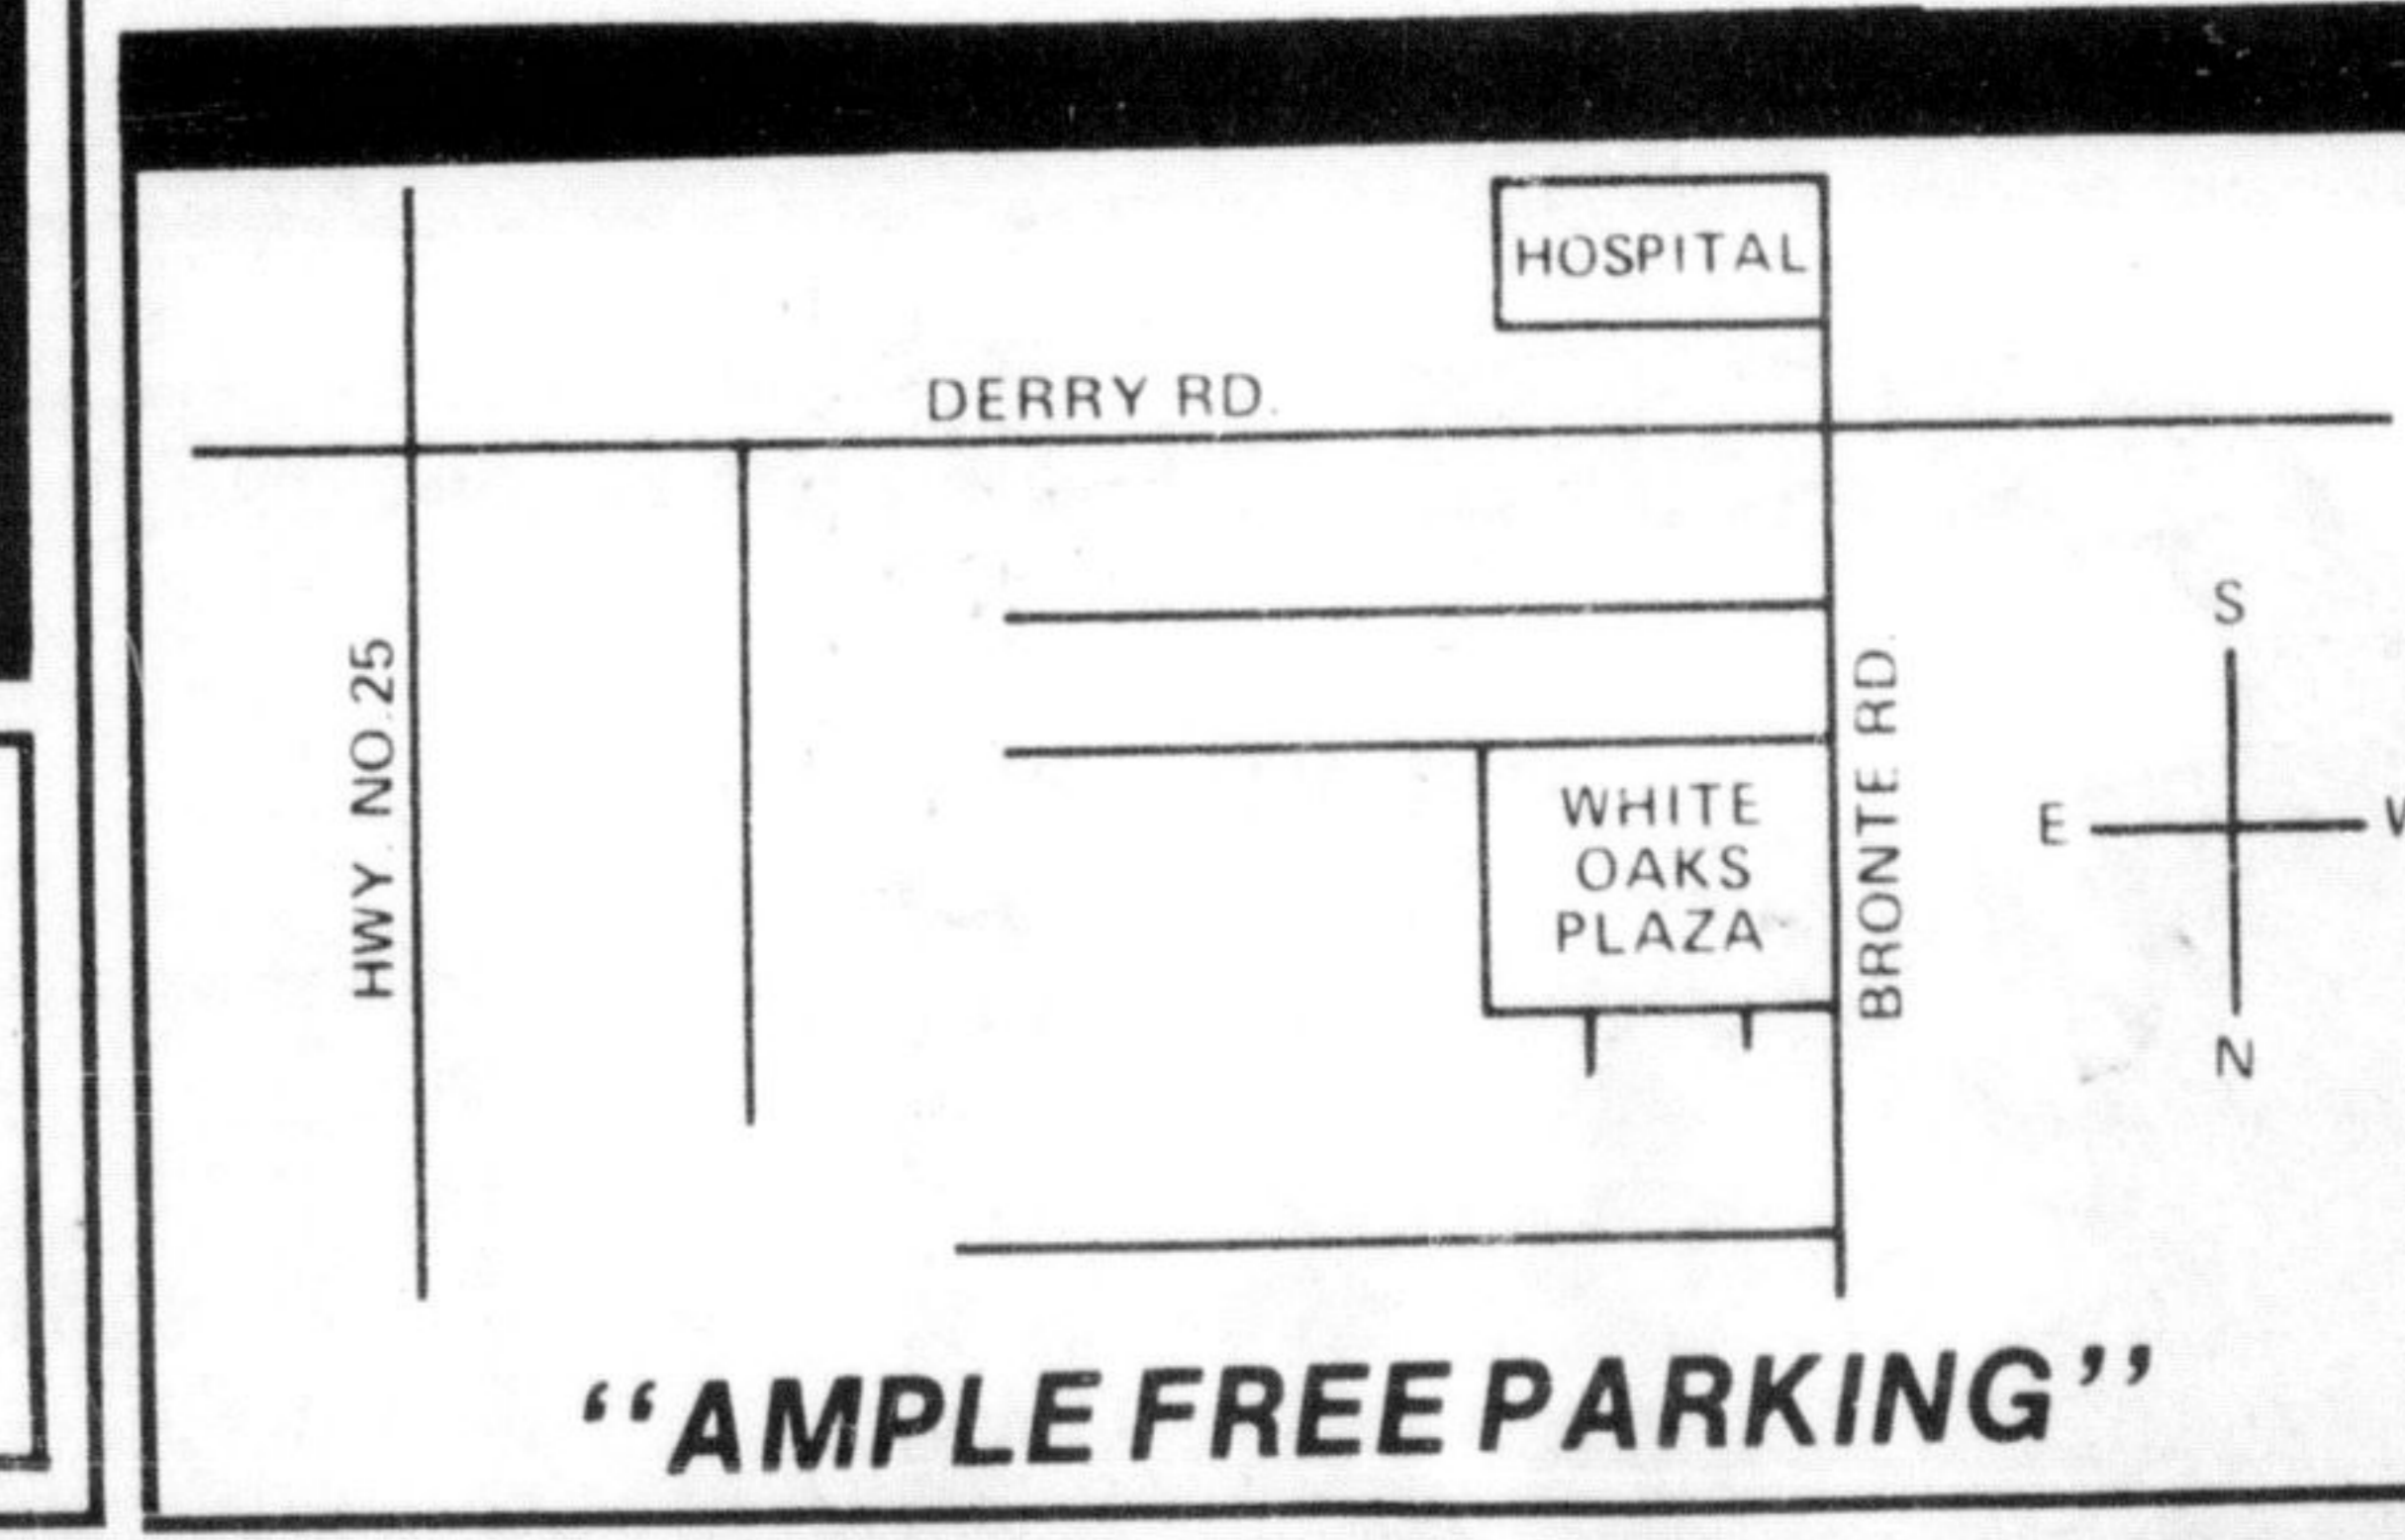 HOSPITAL
DERRY RD.
HWY. NO.25
WHITE
OAKS
PLAZA
BRONTE RD.
S
E
W
N
“AMPLE FREE PARKING”